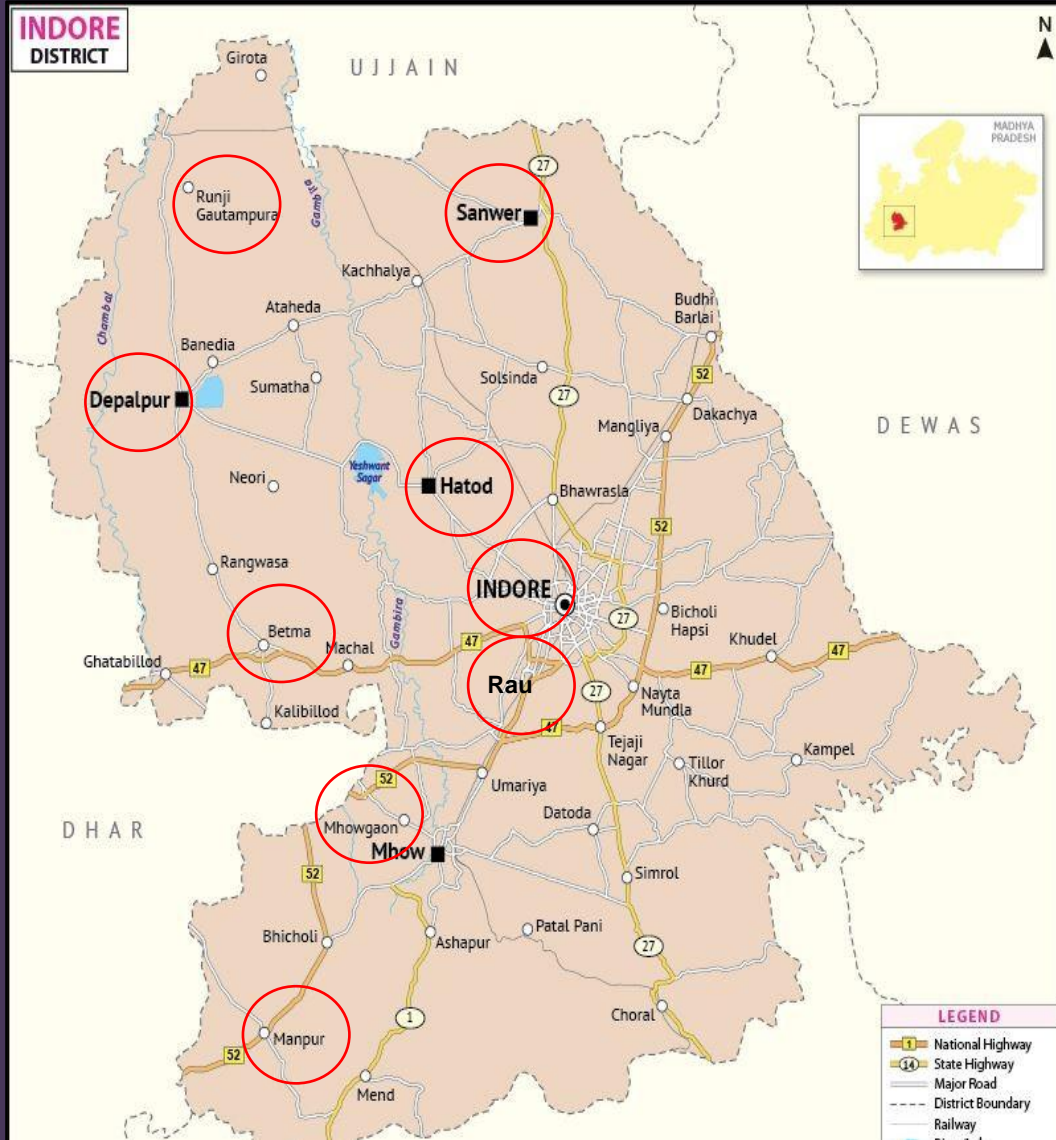 INDORE
DISTRICT
N
UJJAIN
Girota
MADHYA
PRADESH
27
Runji
Gautampura
Gambira
Sanwer
Kachhalya
Chambal
Ataheda
Budhi
Barlai
Banedia
Sumatha
Solsinda
52
Depalpur
27
Dakachya
Mangliya
DEWAS
Yeshwant
Sagar
Neori
Hatod
Bhawrasla
52
Rangwasa
INDORE
Gambira
27
Bicholi
Hapsi
Betma
Machal
47
Khudel
47
Ghatabillod
47
47
Rau
27
Nayta
Mundla
Kalibillod
47
Tejaji
Nagar
Kampel
Tillor
Khurd
52
Umariya
Datoda
DHAR
Mhowgaon
Mhow
52
Simrol
Patal Pani
Bhicholi
Ashapur
27
Choral
1
Manpur
52
Mend
LEGEND
1 National Highway
14 State Highway
Major Road
District Boundary
Railway